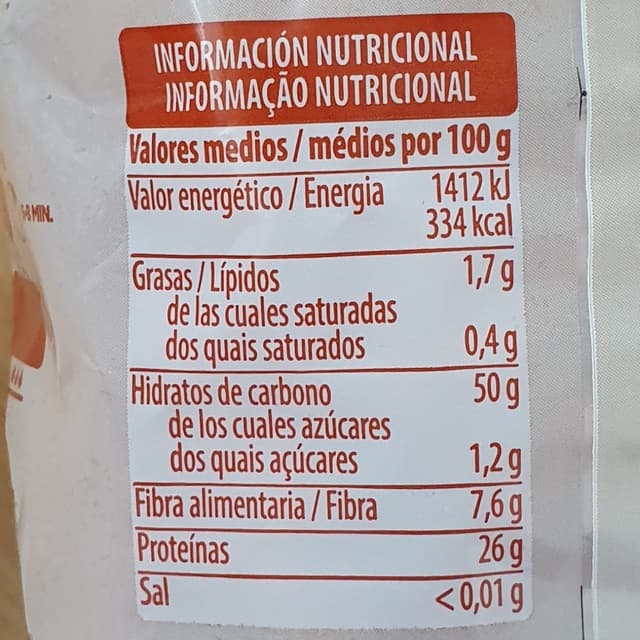 INFORMACIÓN NUTRICIONAL
INFORMAÇÃO NUTRICIONAL
Valores medios / médios por 100 g
Valor energético / Energia 1412 kJ
334 kcal
Grasas / Lípidos 1,7 g
de las cuales saturadas
dos quais saturados 0,4 g
Hidratos de carbono 50 g
de los cuales azúcares
dos quais açúcares 1,2 g
Fibra alimentaria / Fibra 7,6 g
Proteínas 26 g
Sal <0,01 g
MIN.